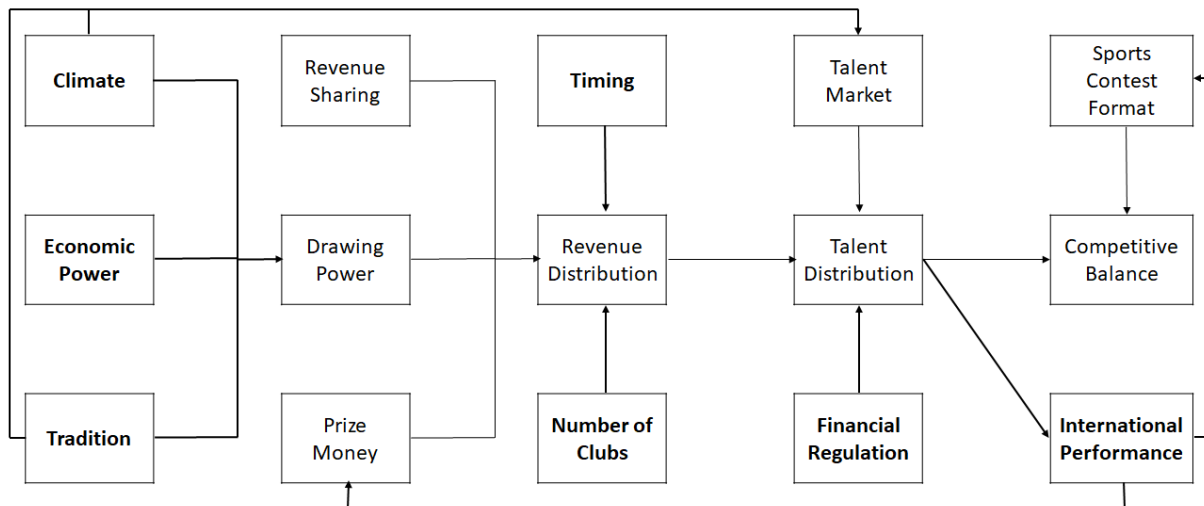 Climate
Revenue
Sharing
Timing
Talent
Market
Sports
Contest
Format
Economic
Power
Drawing
Power
Revenue
Distribution
Talent
Distribution
Competitive
Balance
Tradition
Prize
Money
Number of
Clubs
Financial
Regulation
International
Performance